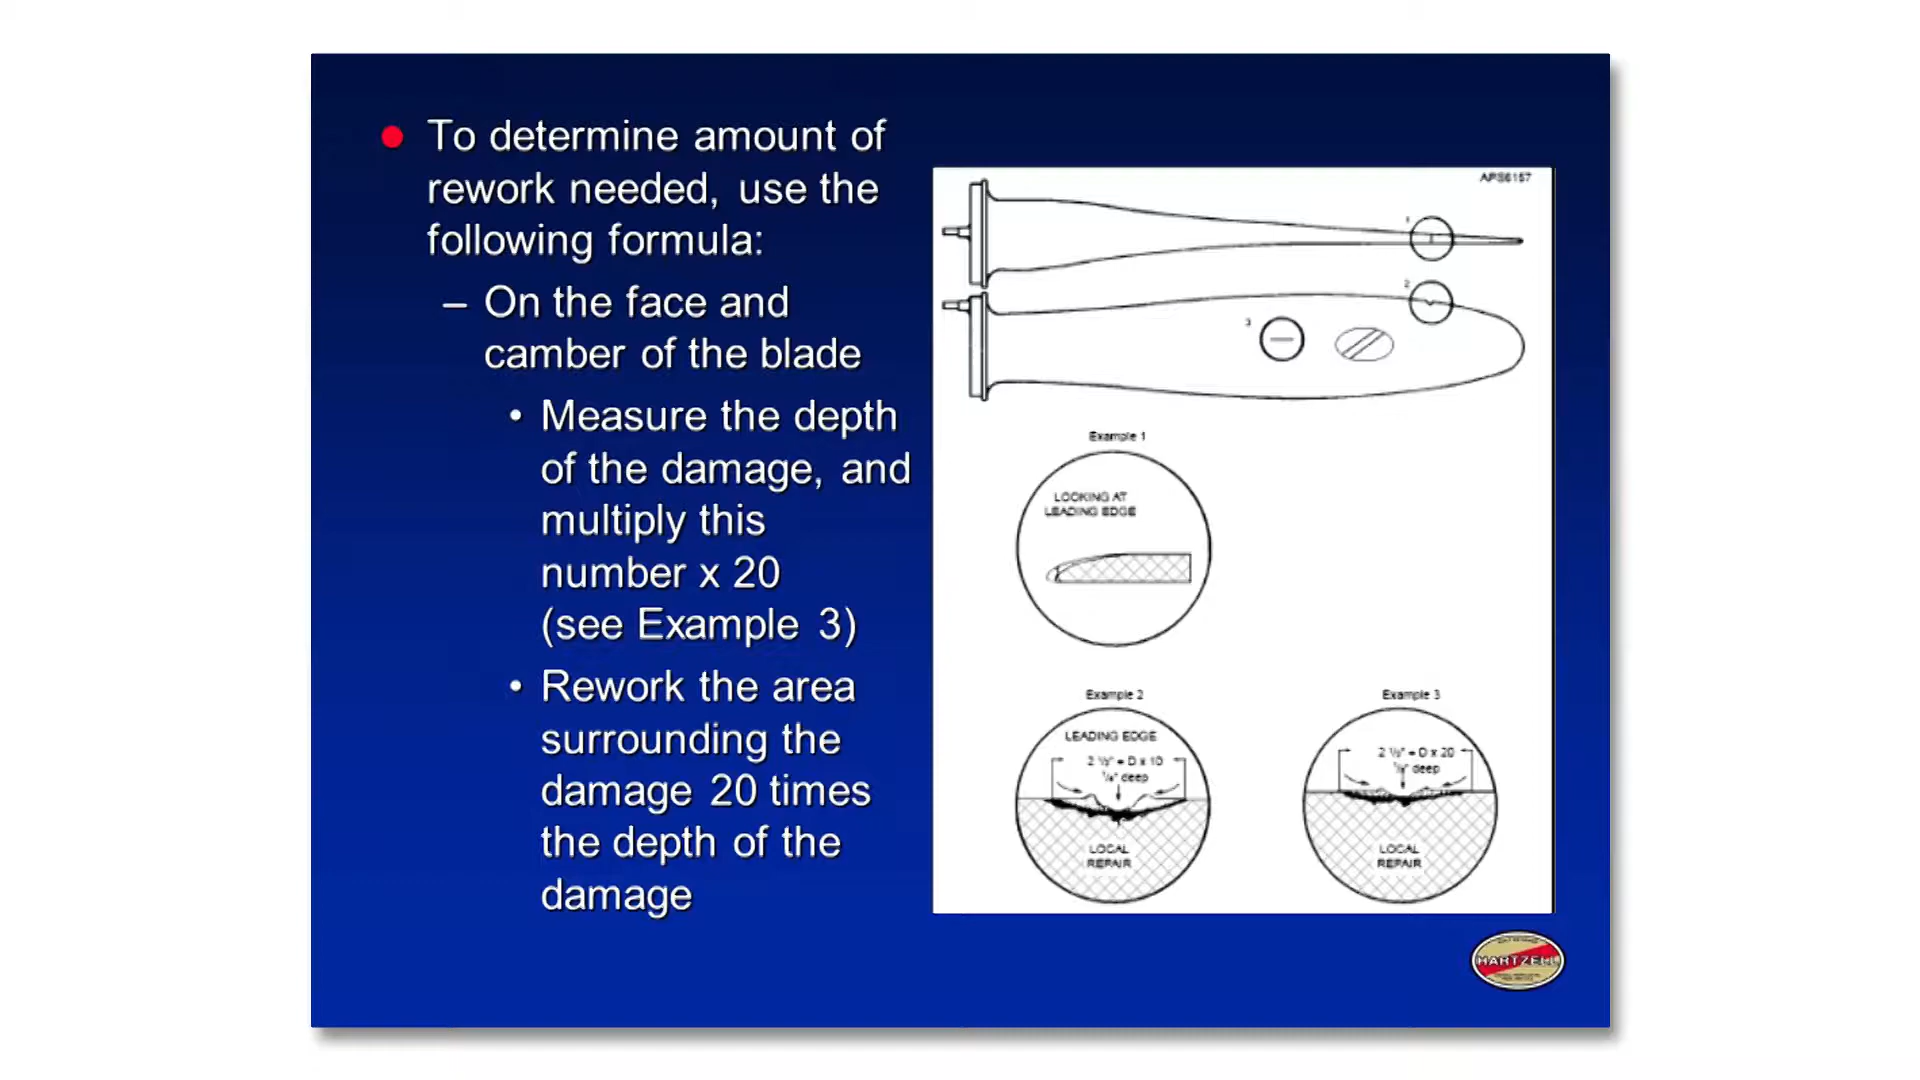 To determine amount of
rework needed, use the
following formula:
– On the face and
camber of the blade
• Measure the depth
of the damage, and
multiply this
number x 20
(see Example 3)
• Rework the area
surrounding the
damage 20 times
the depth of the
damage
APS6157
1
2
3
Example 1
LOOKING AT
LEADING EDGE
Example 2
LEADING EDGE
2 ½" = D x 10
¼" deep
LOCAL
REPAIR
Example 3
2 ½" = D x 20
⅛" deep
LOCAL
REPAIR
HARTZELL